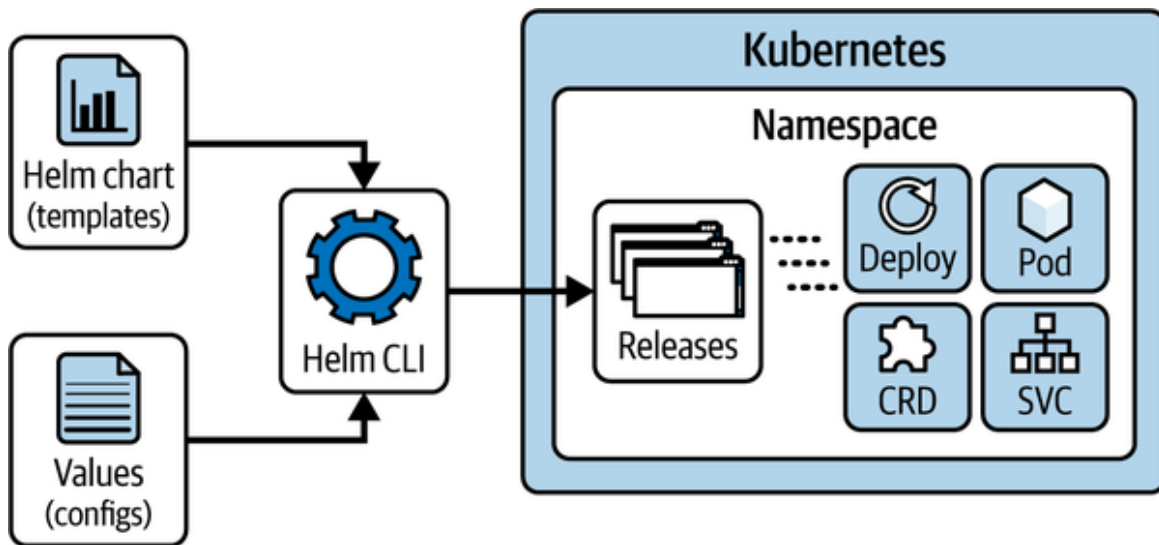 Helm chart
(templates)
Values
(configs)
Helm CLI
Kubernetes
Namespace
Releases
Deploy
Pod
CRD
SVC